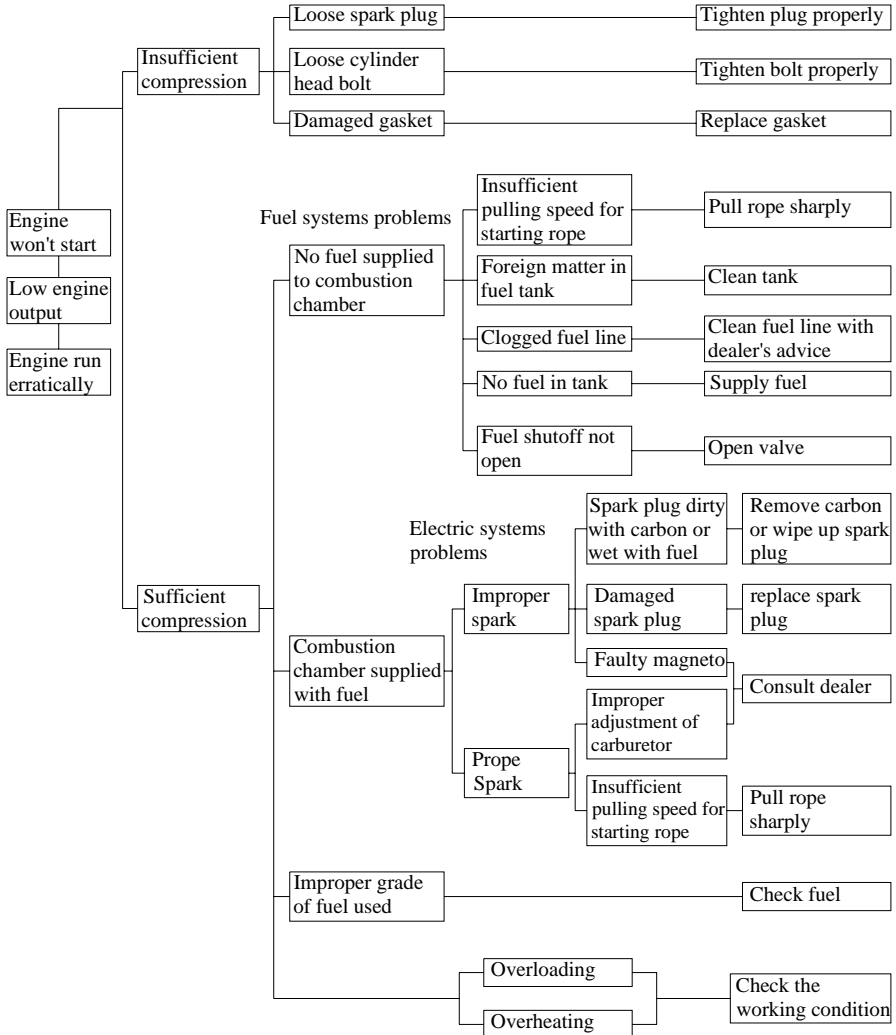 Loose spark plug
Tighten plug properly
Insufficient
compression
Loose cylinder
head bolt
Tighten bolt properly
Damaged gasket
Replace gasket
Engine
won't start
Low engine
output
Engine run
erratically
Fuel systems problems
No fuel supplied
to combustion
chamber
Insufficient
pulling speed for
starting rope
Pull rope sharply
Foreign matter in
fuel tank
Clean tank
Clogged fuel line
Clean fuel line with
dealer's advice
No fuel in tank
Supply fuel
Fuel shutoff not
open
Open valve
Sufficient
compression
Electric systems
problems
Combustion
chamber supplied
with fuel
Improper
spark
Spark plug dirty
with carbon or
wet with fuel
Remove carbon
or wipe up spark
plug
Damaged
spark plug
replace spark
plug
Faulty magneto
Consult dealer
Prope
Spark
Improper
adjustment of
carburetor
Insufficient
pulling speed for
starting rope
Pull rope
sharply
Improper grade
of fuel used
Check fuel
Overloading
Overheating
Check the
working condition